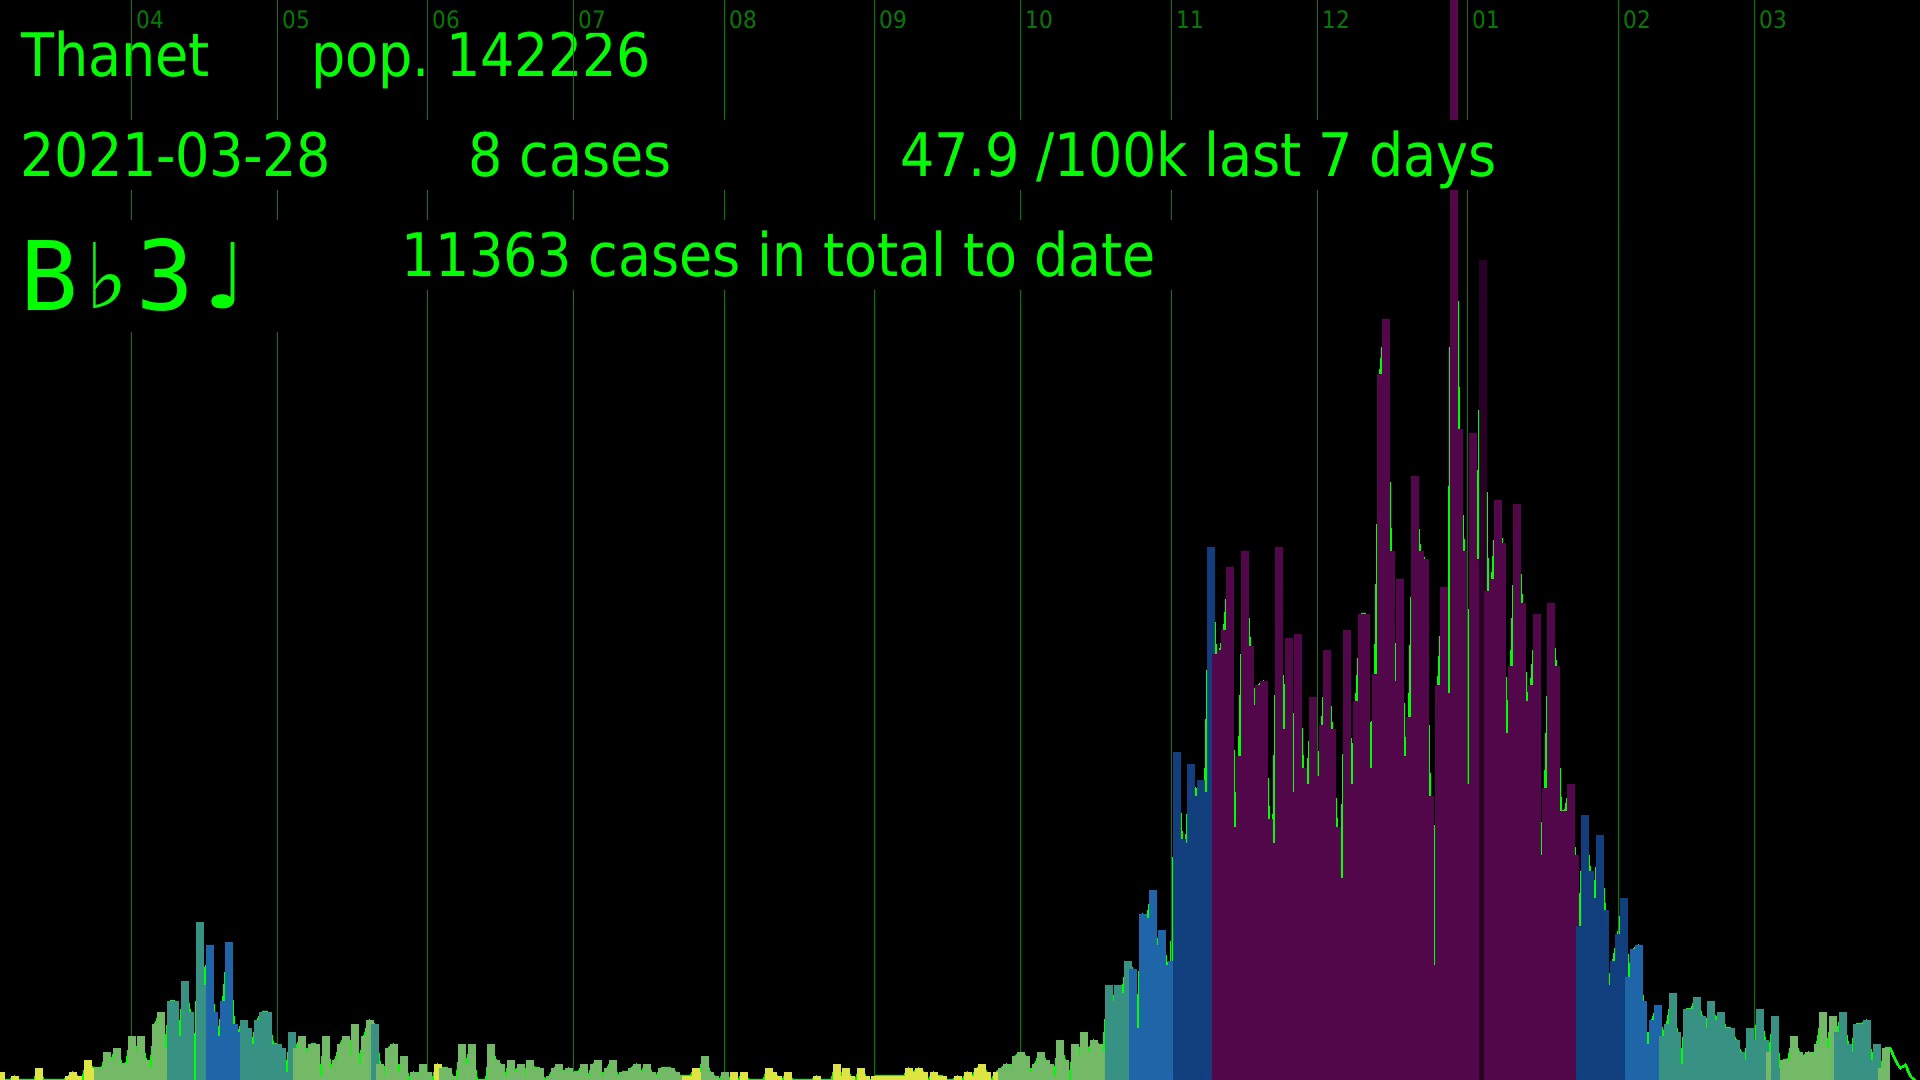 04 05 06 07 08 09 10 11 12 01 02 03
Thanet pop. 142226
2021-03-28 8 cases 47.9 /100k last 7 days
B♭3♩ 11363 cases in total to date